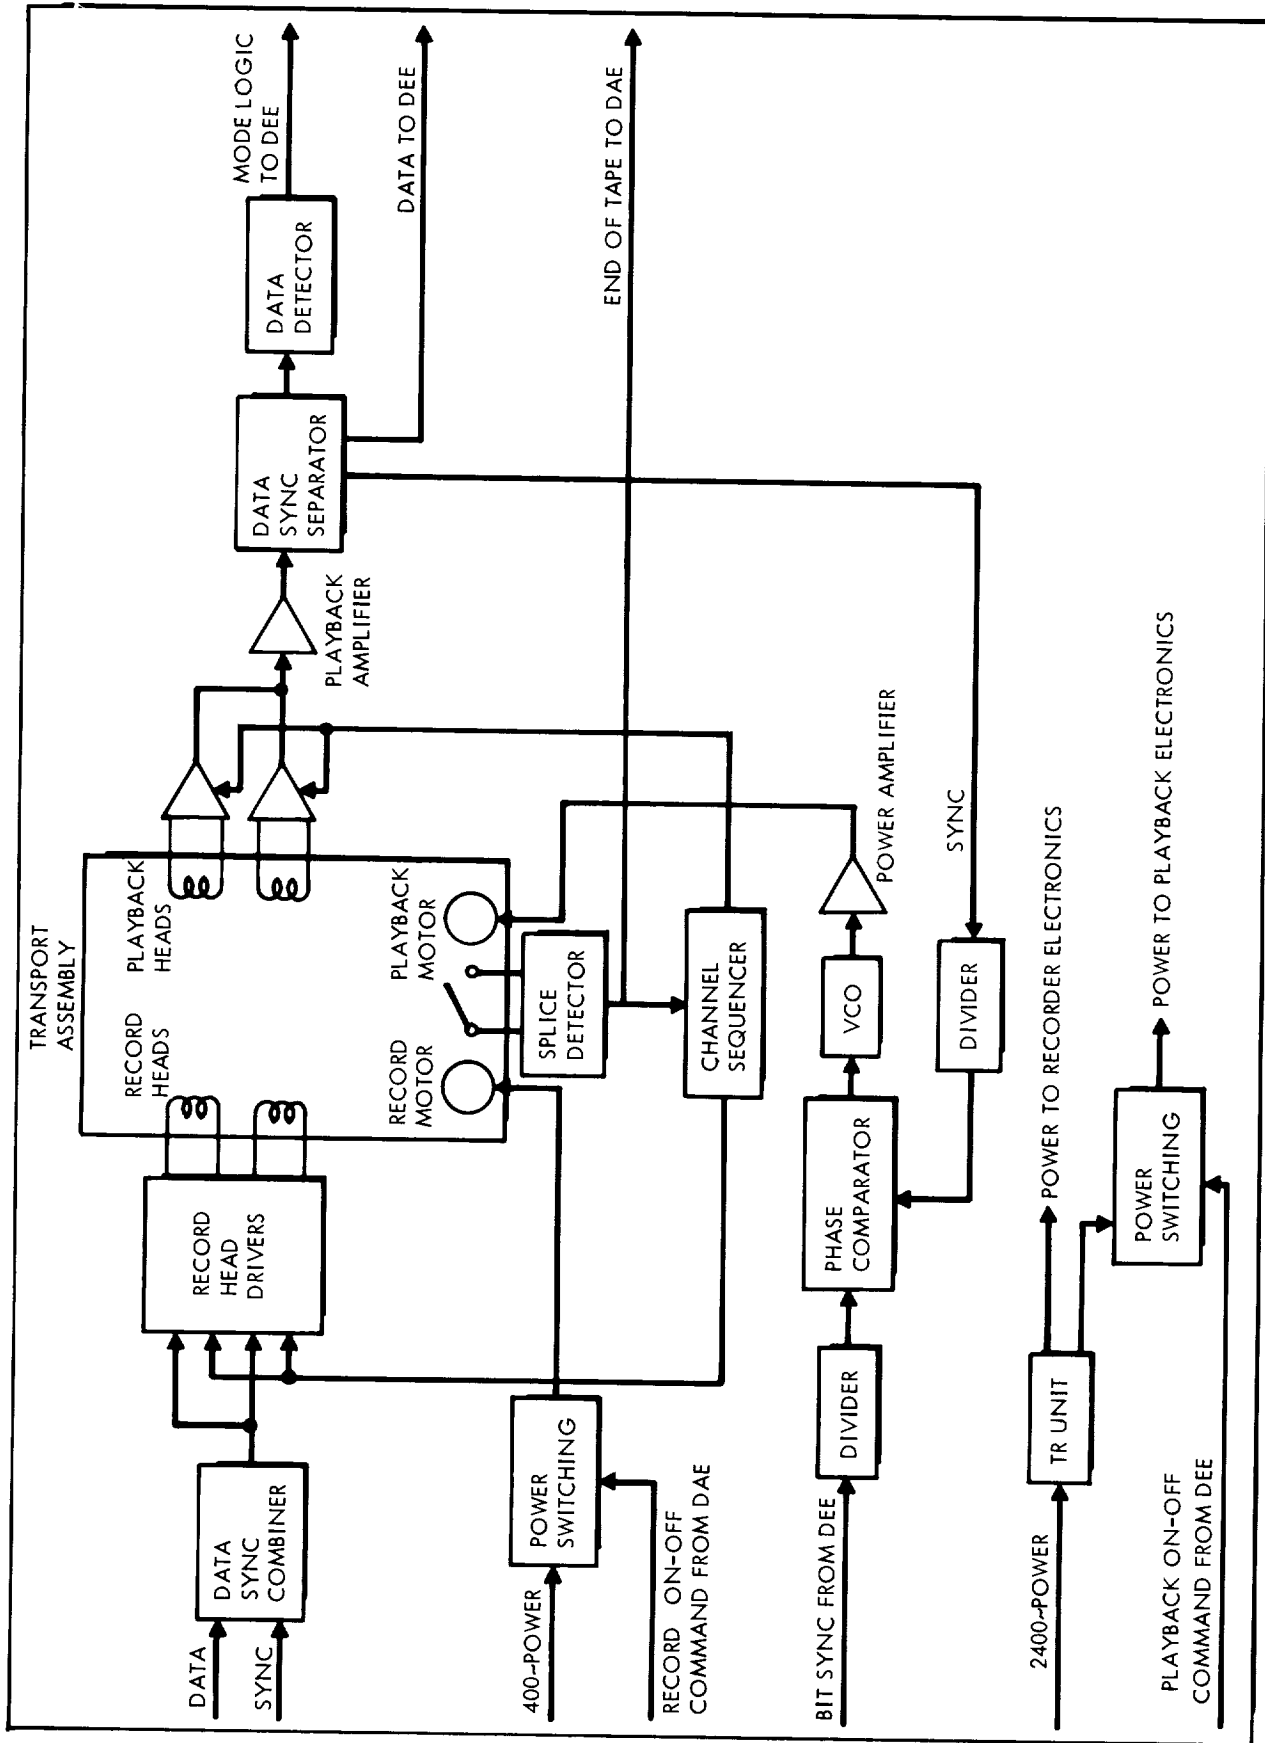 TRANSPORT
ASSEMBLY
RECORD
HEADS
PLAYBACK
HEADS
RECORD
MOTOR
PLAYBACK
MOTOR
DATA
SYNC
DATA
SYNC
COMBINER
RECORD
HEAD
DRIVERS
PLAYBACK
AMPLIFIER
DATA
SYNC
SEPARATOR
DATA
DETECTOR
MODE LOGIC
TO DEE
DATA TO DEE
END OF TAPE TO DAE
400~POWER
POWER
SWITCHING
RECORD ON-OFF
COMMAND FROM DAE
SPLICE
DETECTOR
CHANNEL
SEQUENCER
BIT SYNC FROM DEE
DIVIDER
PHASE
COMPARATOR
VCO
POWER AMPLIFIER
DIVIDER
SYNC
2400~POWER
TR UNIT
POWER TO RECORDER ELECTRONICS
POWER
SWITCHING
POWER TO PLAYBACK ELECTRONICS
PLAYBACK ON-OFF
COMMAND FROM DEE